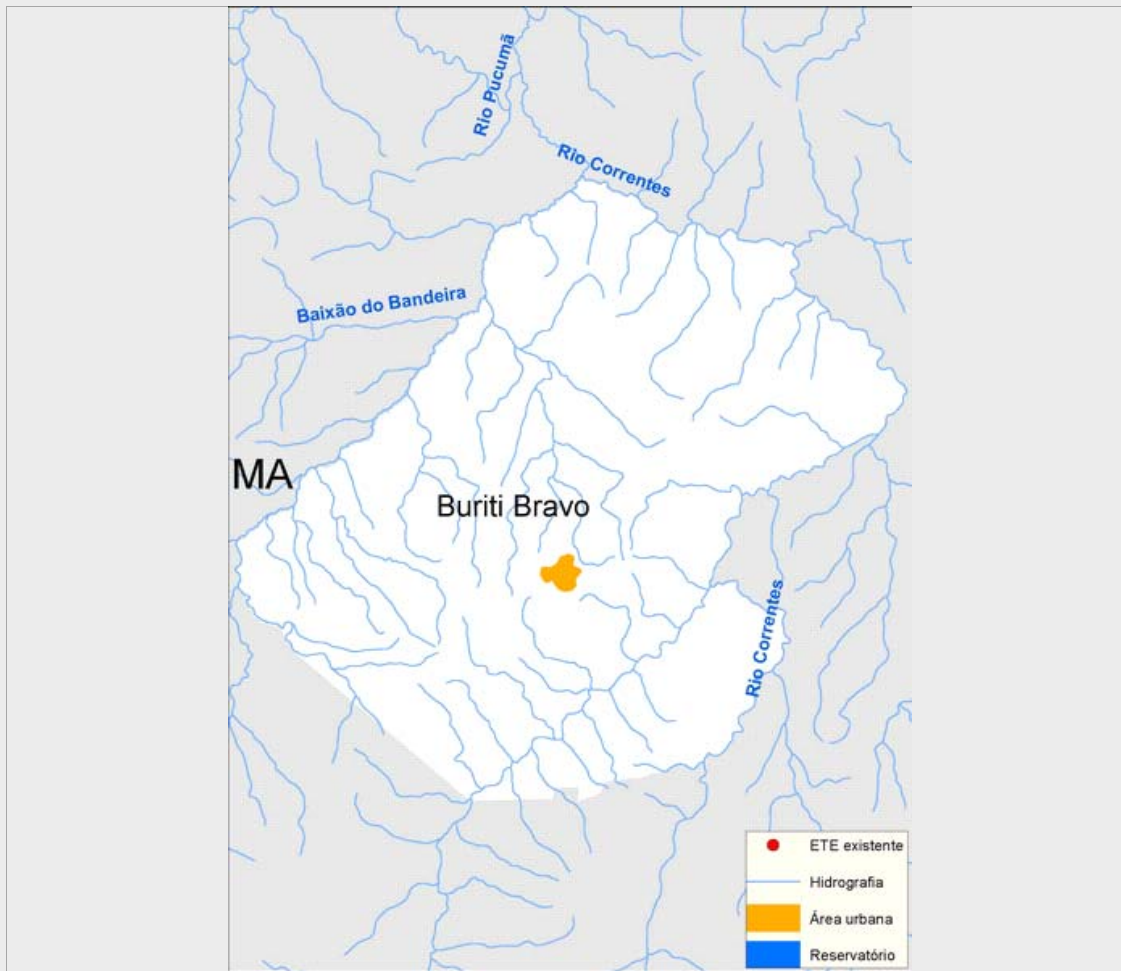 Rio Pucumã
Rio Correntes
Baixão do Bandeira
MA
Buriti Bravo
Rio Correntes
ETE existente
Hidrografia
Área urbana
Reservatório